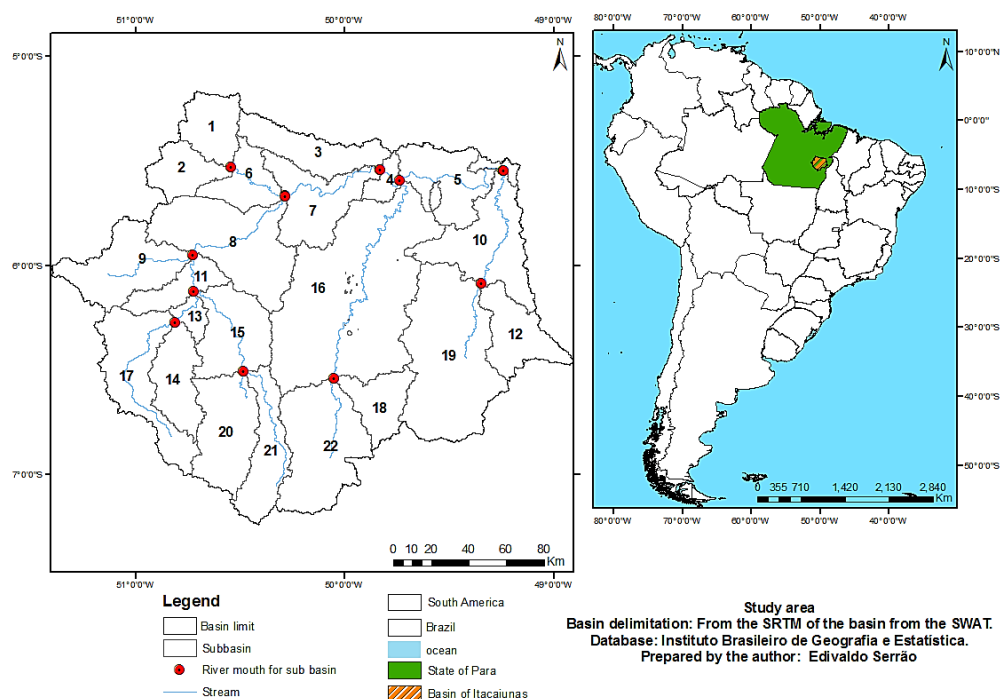 51°0'0"W 50°0'0"W 49°0'0"W
5°0'0"S
6°0'0"S
7°0'0"S
N
1
2
3
6
4
5
7
8
10
9
11
16
13
15
12
19
17
14
18
20
21
22
0 10 20 40 60 80
Km
51°0'0"W 50°0'0"W 49°0'0"W
80°0'0"W 70°0'0"W 60°0'0"W 50°0'0"W 40°0'0"W
N
10°0'0"N
0°0'0"
10°0'0"S
20°0'0"S
30°0'0"S
40°0'0"S
50°0'0"S
0 355 710 1,420 2,130 2,840
Km
80°0'0"W 70°0'0"W 60°0'0"W 50°0'0"W 40°0'0"W
Legend
Basin limit
Subbasin
River mouth for sub basin
Stream
South America
Brazil
ocean
State of Para
Basin of Itacaiunas
Study area
Basin delimitation: From the SRTM of the basin from the SWAT.
Database: Instituto Brasileiro de Geografia e Estatística.
Prepared by the author: Edivaldo Serrão